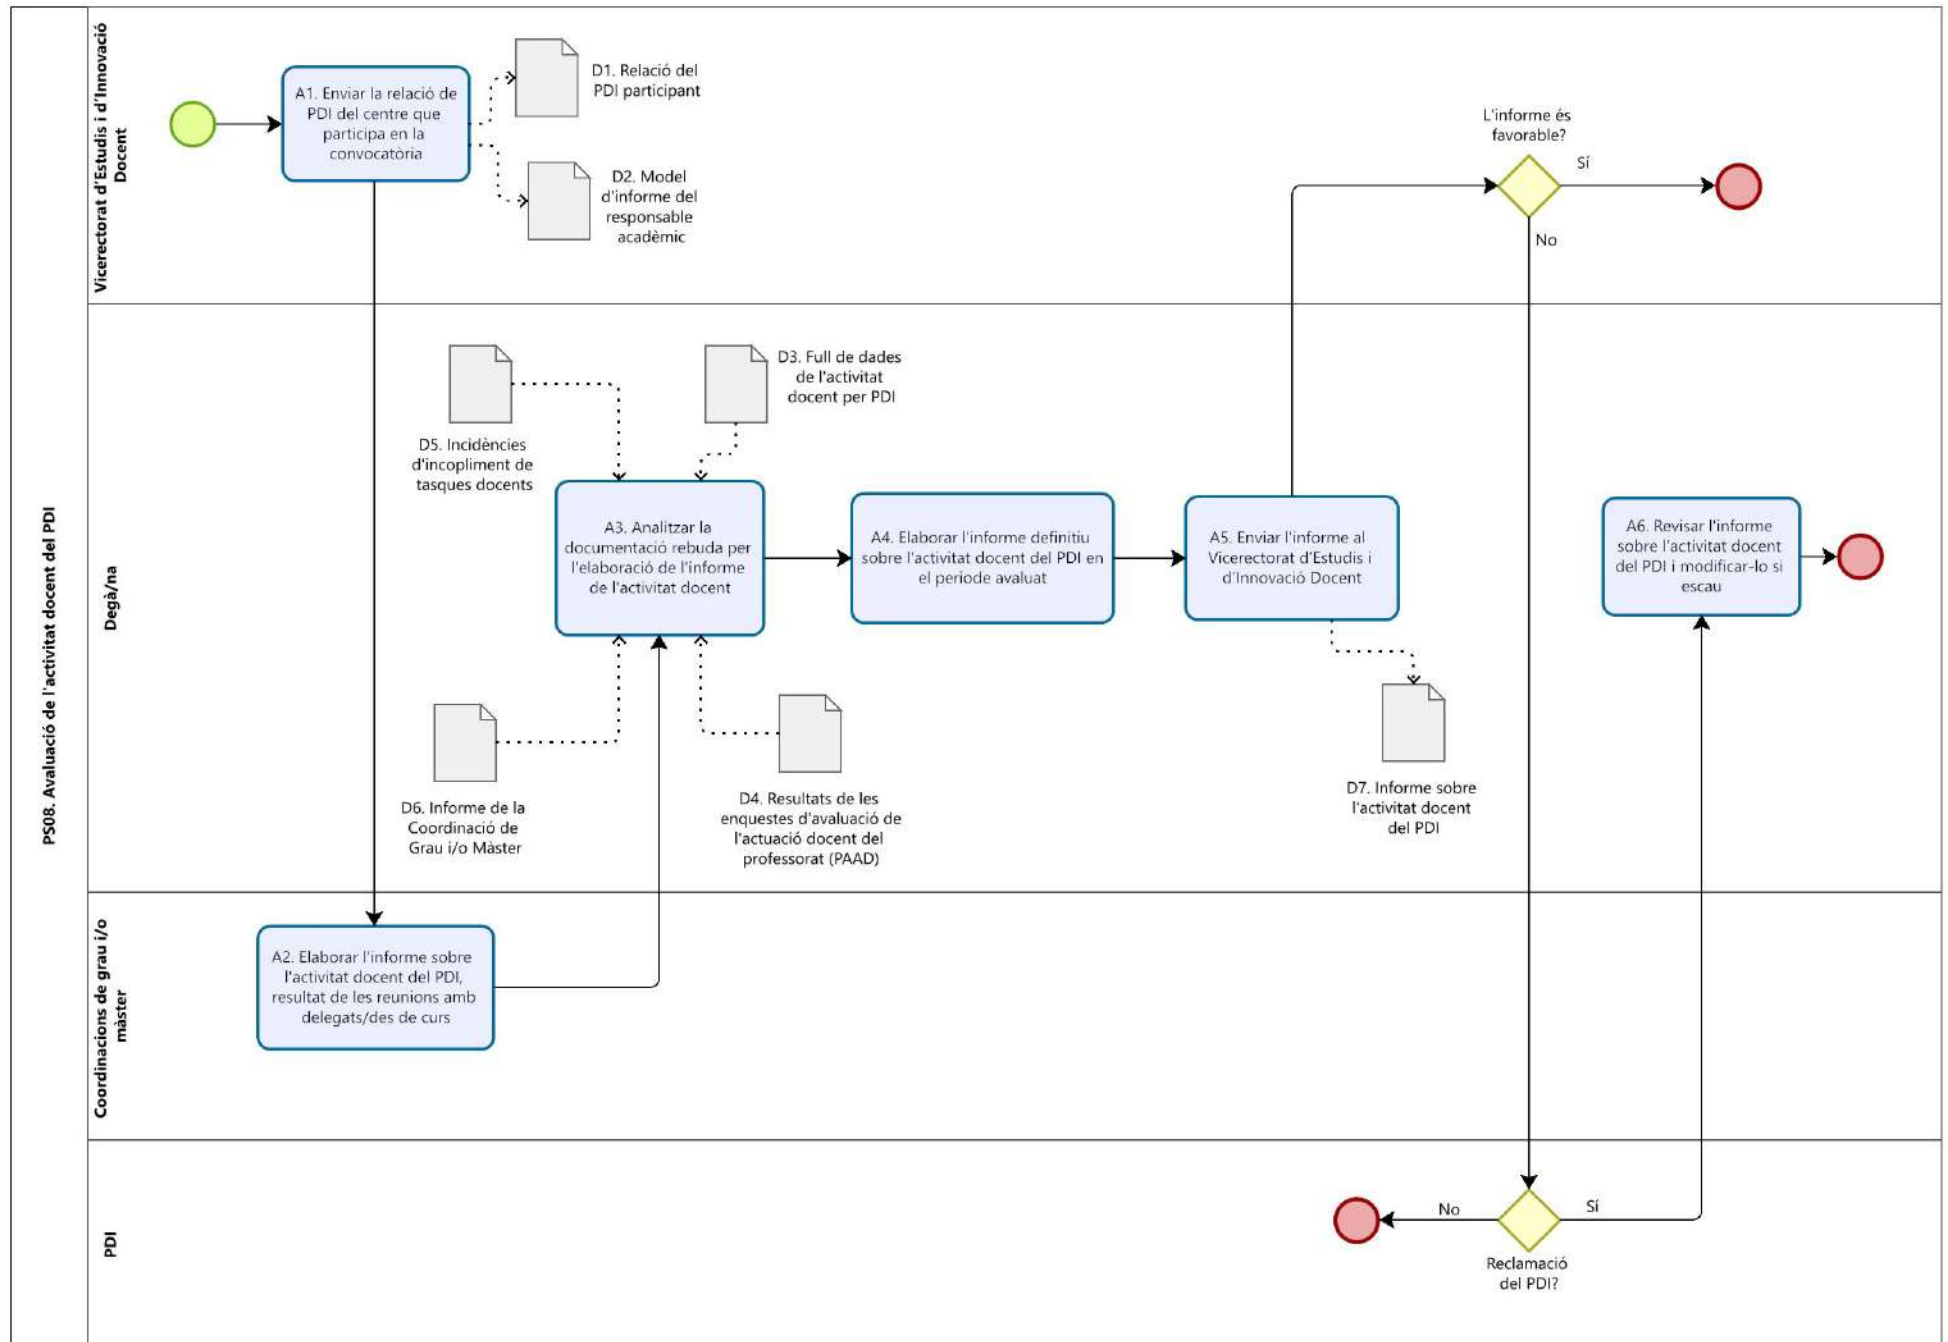 PS08. Avaluació de l'activitat docent del PDI
Vicerectorat d'Estudis i d'Innovació
Docent
A1. Enviar la relació de
PDI del centre que
participa en la
convocatòria
D1. Relació del
PDI participant
D2. Model
d'informe del
responsable
acadèmic
L'informe és
favorable?
Sí
No
Degà/na
D5. Incidències
d'incopliment de
tasques docents
D3. Full de dades
de l'activitat
docent per PDI
A3. Analitzar la
documentació rebuda per
l'elaboració de l'informe
de l'activitat docent
A4. Elaborar l'informe definitiu
sobre l'activitat docent del PDI en
el període avaluat
A5. Enviar l'informe al
Vicerectorat d'Estudis i
d'Innovació Docent
A6. Revisar l'informe
sobre l'activitat docent
del PDI i modificar-lo si
escau
D6. Informe de la
Coordinació de
Grau i/o Màster
D4. Resultats de les
enquestes d'avaluació de
l'actuació docent del
professorat (PAAD)
D7. Informe sobre
l'activitat docent
del PDI
Coordinacions de grau i/o
màster
A2. Elaborar l'informe sobre
l'activitat docent del PDI,
resultat de les reunions amb
delegats/des de curs
PDI
No
Sí
Reclamació
del PDI?